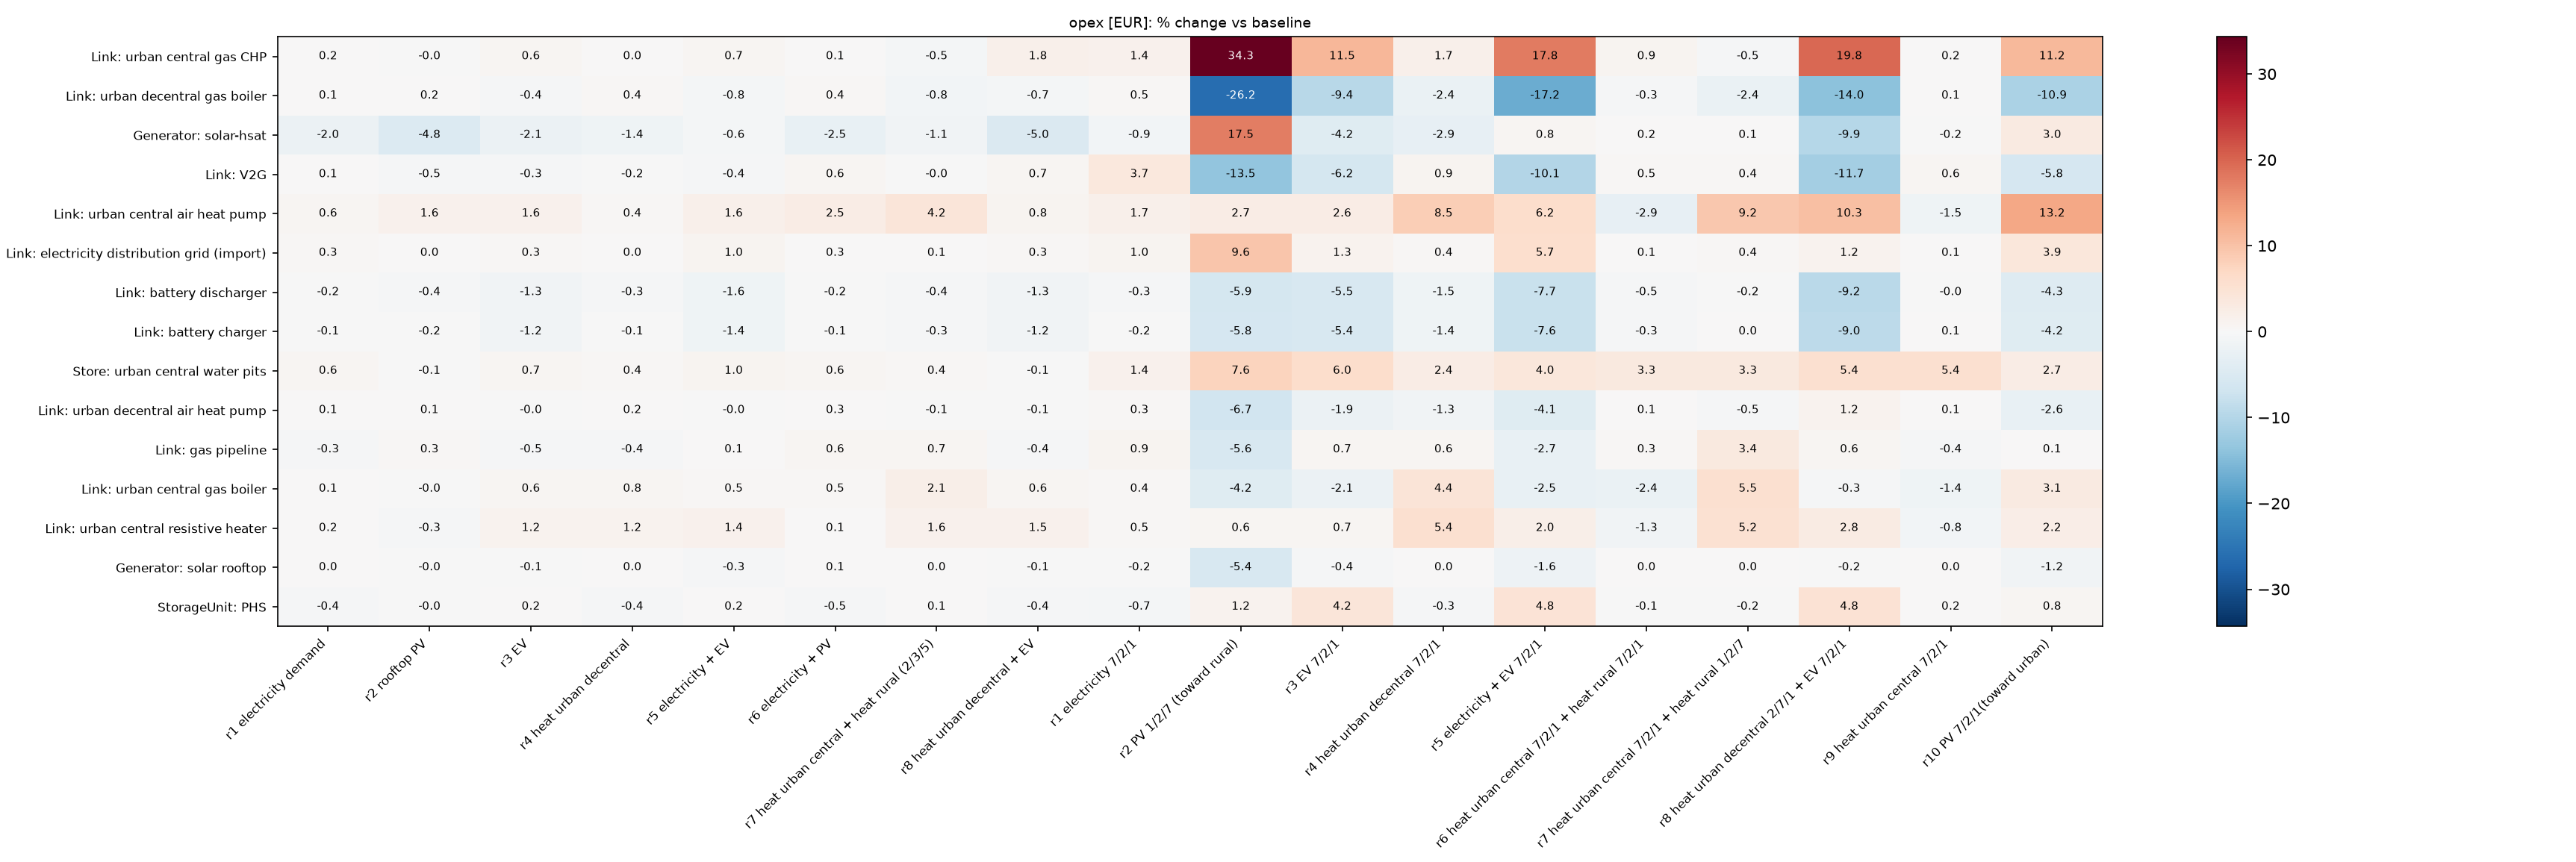 opex [EUR]: % change vs baseline
Link: urban central gas CHP 0.2 -0.0 0.6 0.0 0.7 0.1 -0.5 1.8 1.4 34.3 11.5 1.7 17.8 0.9 -0.5 19.8 0.2 11.2
Link: urban decentral gas boiler 0.1 0.2 -0.4 0.4 -0.8 0.4 -0.8 -0.7 0.5 -26.2 -9.4 -2.4 -17.2 -0.3 -2.4 -14.0 0.1 -10.9
Generator: solar-hsat -2.0 -4.8 -2.1 -1.4 -0.6 -2.5 -1.1 -5.0 -0.9 17.5 -4.2 -2.9 0.8 0.2 0.1 -9.9 -0.2 3.0
Link: V2G 0.1 -0.5 -0.3 -0.2 -0.4 0.6 -0.0 0.7 3.7 -13.5 -6.2 0.9 -10.1 0.5 0.4 -11.7 0.6 -5.8
Link: urban central air heat pump 0.6 1.6 1.6 0.4 1.6 2.5 4.2 0.8 1.7 2.7 2.6 8.5 6.2 -2.9 9.2 10.3 -1.5 13.2
Link: electricity distribution grid (import) 0.3 0.0 0.3 0.0 1.0 0.3 0.1 0.3 1.0 9.6 1.3 0.4 5.7 0.1 0.4 1.2 0.1 3.9
Link: battery discharger -0.2 -0.4 -1.3 -0.3 -1.6 -0.2 -0.4 -1.3 -0.3 -5.9 -5.5 -1.5 -7.7 -0.5 -0.2 -9.2 -0.0 -4.3
Link: battery charger -0.1 -0.2 -1.2 -0.1 -1.4 -0.1 -0.3 -1.2 -0.2 -5.8 -5.4 -1.4 -7.6 -0.3 0.0 -9.0 0.1 -4.2
Store: urban central water pits 0.6 -0.1 0.7 0.4 1.0 0.6 0.4 -0.1 1.4 7.6 6.0 2.4 4.0 3.3 3.3 5.4 5.4 2.7
Link: urban decentral air heat pump 0.1 0.1 -0.0 0.2 -0.0 0.3 -0.1 -0.1 0.3 -6.7 -1.9 -1.3 -4.1 0.1 -0.5 1.2 0.1 -2.6
Link: gas pipeline -0.3 0.3 -0.5 -0.4 0.1 0.6 0.7 -0.4 0.9 -5.6 0.7 0.6 -2.7 0.3 3.4 0.6 -0.4 0.1
Link: urban central gas boiler 0.1 -0.0 0.6 0.8 0.5 0.5 2.1 0.6 0.4 -4.2 -2.1 4.4 -2.5 -2.4 5.5 -0.3 -1.4 3.1
Link: urban central resistive heater 0.2 -0.3 1.2 1.2 1.4 0.1 1.6 1.5 0.5 0.6 0.7 5.4 2.0 -1.3 5.2 2.8 -0.8 2.2
Generator: solar rooftop 0.0 -0.0 -0.1 0.0 -0.3 0.1 0.0 -0.1 -0.2 -5.4 -0.4 0.0 -1.6 0.0 0.0 -0.2 0.0 -1.2
StorageUnit: PHS -0.4 -0.0 0.2 -0.4 0.2 -0.5 0.1 -0.4 -0.7 1.2 4.2 -0.3 4.8 -0.1 -0.2 4.8 0.2 0.8
r1 electricity demand
r2 rooftop PV
r3 EV
r4 heat urban decentral
r5 electricity + EV
r6 electricity + PV
r7 heat urban central + heat rural (2/3/5)
r8 heat urban decentral + EV
r1 electricity 7/2/1
r2 PV 1/2/7 (toward rural)
r3 EV 7/2/1
r4 heat urban decentral 7/2/1
r5 electricity + EV 7/2/1
r6 heat urban central 7/2/1 + heat rural 7/2/1
r7 heat urban central 7/2/1 + heat rural 1/2/7
r8 heat urban decentral 2/7/1 + EV 7/2/1
r9 heat urban central 7/2/1
r10 PV 7/2/1(toward urban)
30
20
10
0
−10
−20
−30